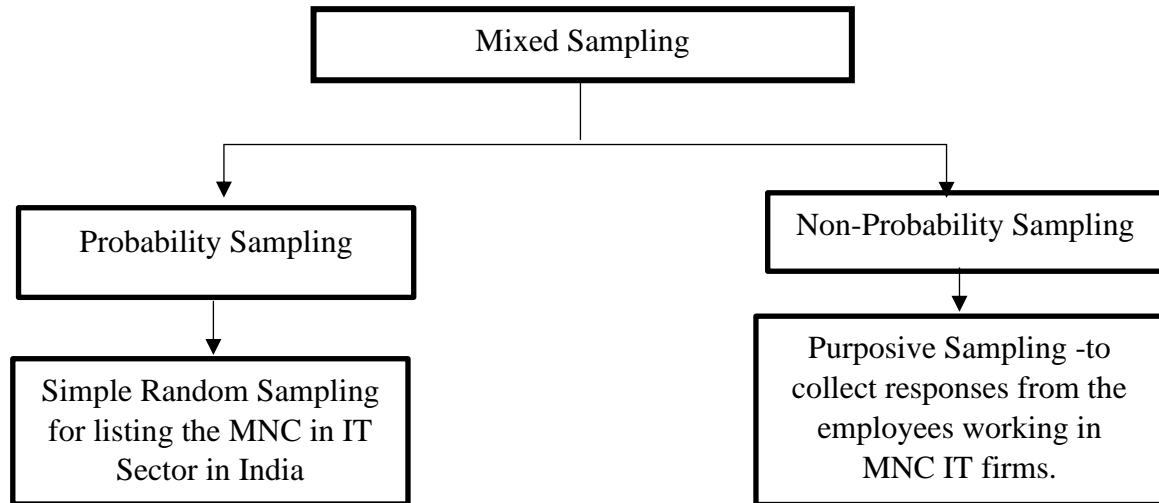 Mixed Sampling
Probability Sampling
Non-Probability Sampling
Simple Random Sampling
for listing the MNC in IT
Sector in India
Purposive Sampling -to
collect responses from the
employees working in
MNC IT firms.